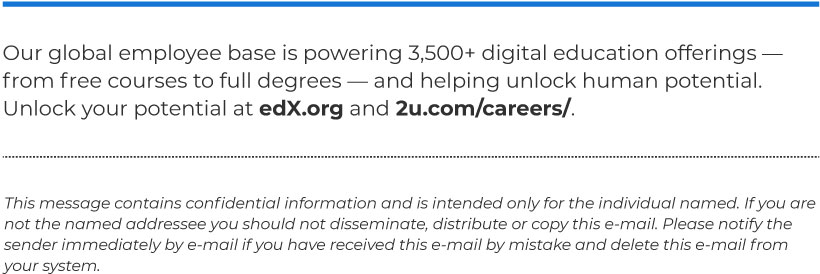 Our global employee base is powering 3,500+ digital education offerings —
from free courses to full degrees — and helping unlock human potential.
Unlock your potential at edX.org and 2u.com/careers/.
This message contains confidential information and is intended only for the individual named. If you are
not the named addressee you should not disseminate, distribute or copy this e-mail. Please notify the
sender immediately by e-mail if you have received this e-mail by mistake and delete this e-mail from
your system.